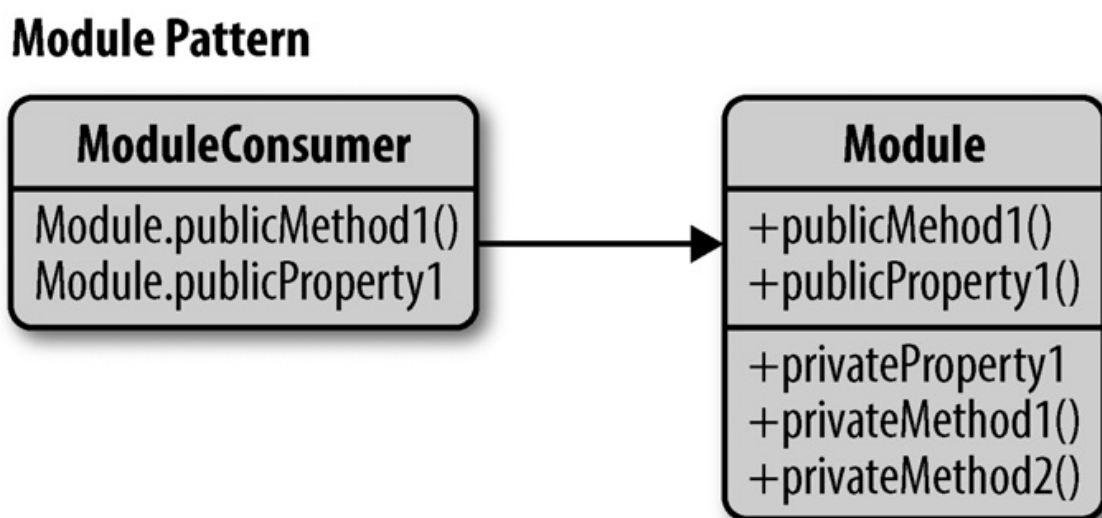 Module Pattern
ModuleConsumer
Module.publicMethod1()
Module.publicProperty1
Module
+publicMehod1()
+publicProperty1()
+privateProperty1
+privateMethod1()
+privateMethod2()